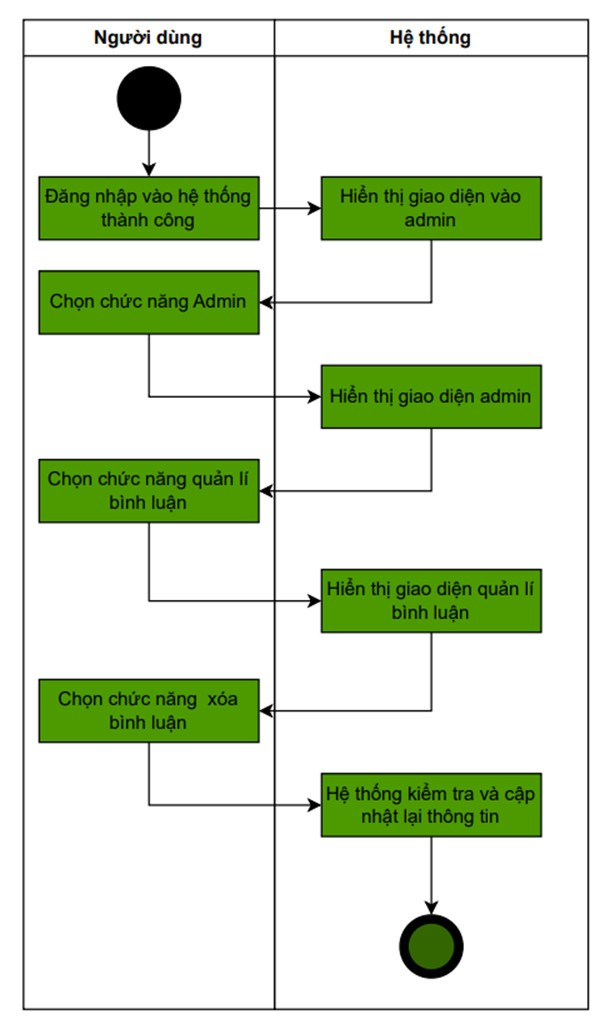 Người dùng
Hệ thống
Đăng nhập vào hệ thống
thành công
Hiển thị giao diện vào
admin
Chọn chức năng Admin
Hiển thị giao diện admin
Chọn chức năng quản lí
bình luận
Hiển thị giao diện quản lí
bình luận
Chọn chức năng xóa
bình luận
Hệ thống kiểm tra và cập
nhật lại thông tin